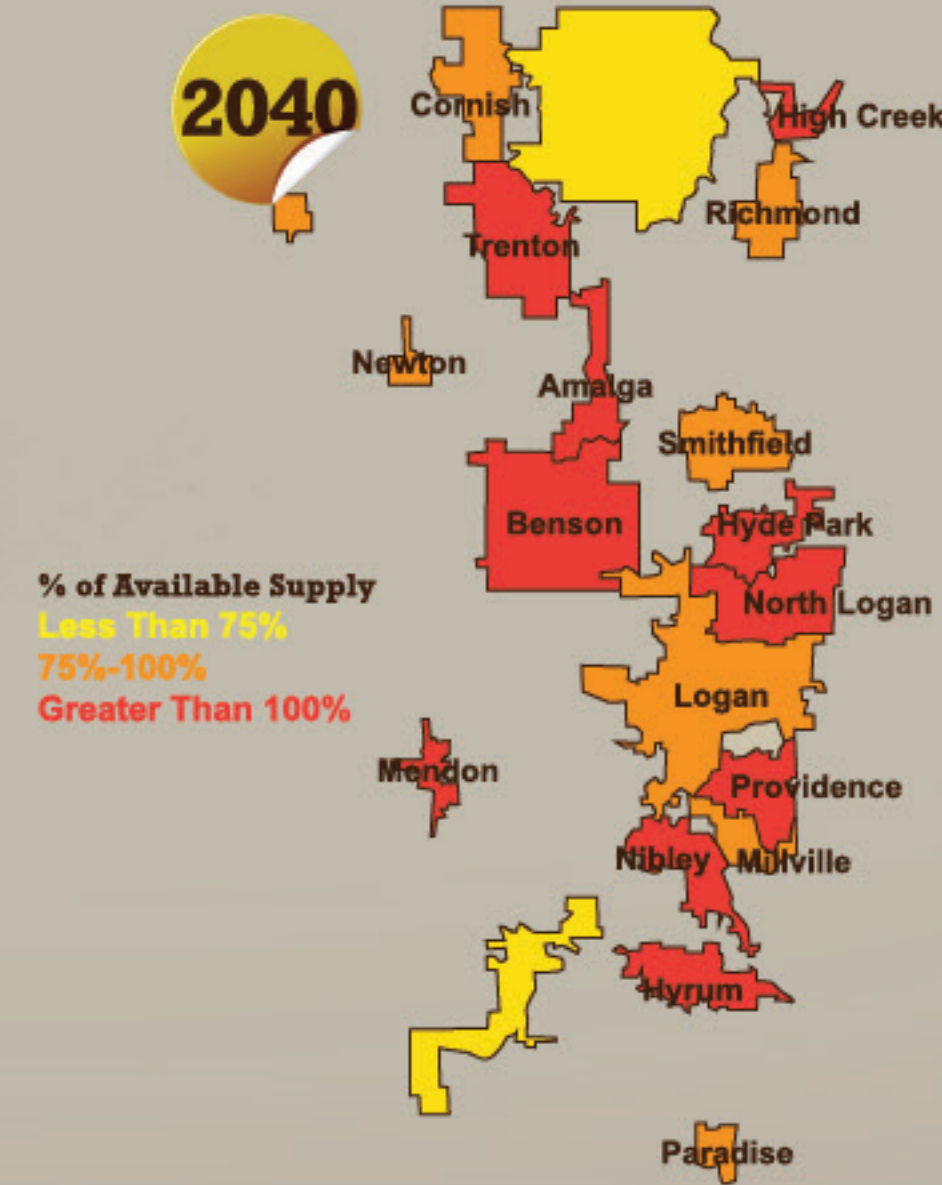 2040
Cornish
High Creek
Richmond
Trenton
Newton
Amalga
Smithfield
Benson
Hyde Park
% of Available Supply
Less Than 75%
75%-100%
Greater Than 100%
North Logan
Logan
Mendon
Providence
Nibley
Millville
Hyrum
Paradise